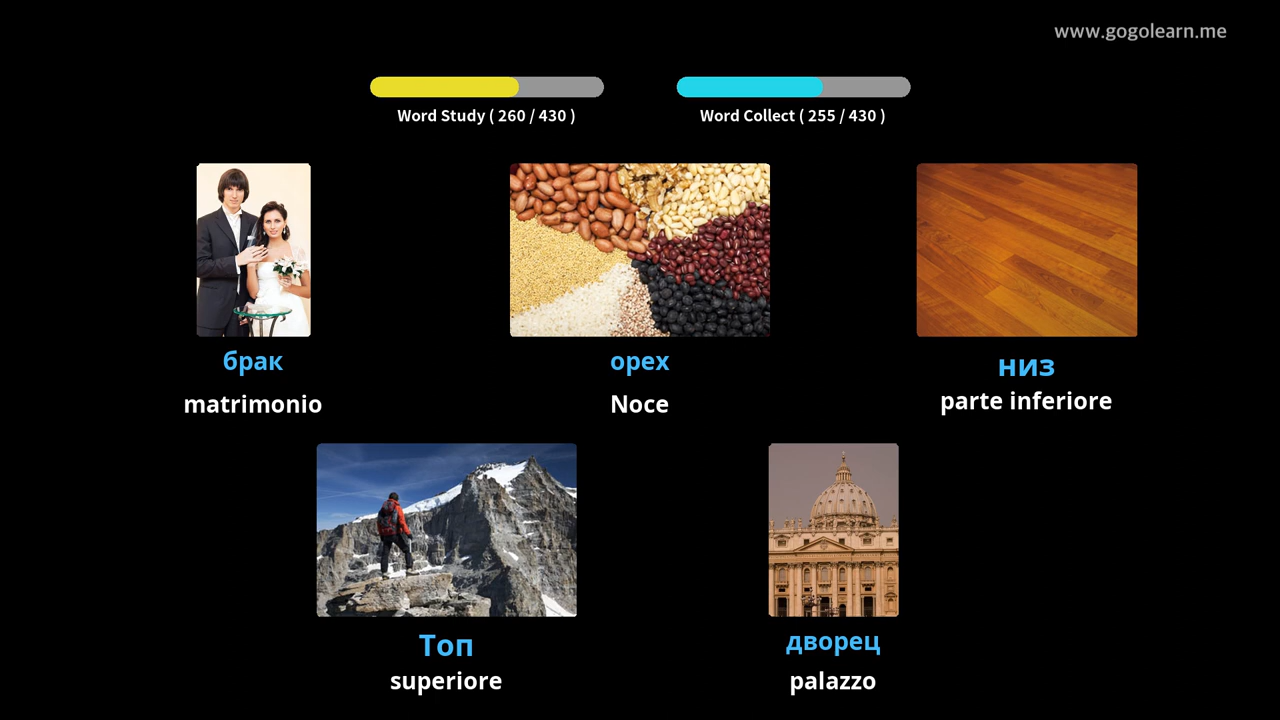 www.gogolearn.me
Word Study ( 260 / 430 )
Word Collect ( 255 / 430 )
брак
matrimonio
орех
Noce
низ
parte inferiore
Топ
superiore
дворец
palazzo